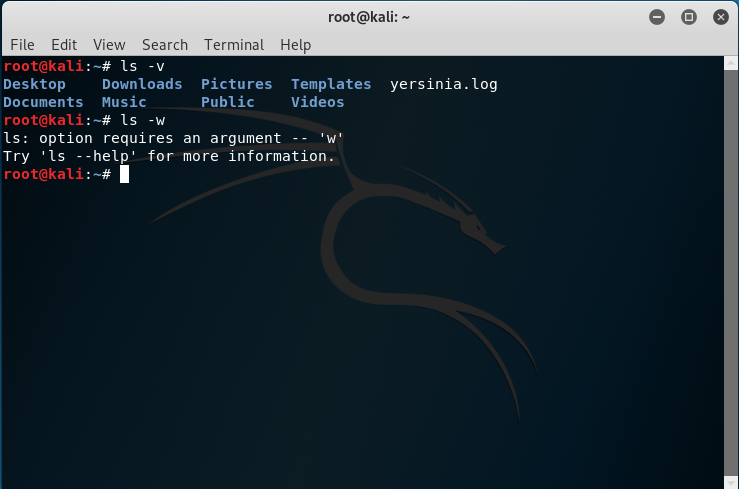 root@kali: ~
File Edit View Search Terminal Help
root@kali:~# ls -v
Desktop Downloads Pictures Templates yersinia.log
Documents Music Public Videos
root@kali:~# ls -w
ls: option requires an argument -- 'w'
Try 'ls --help' for more information.
root@kali:~#